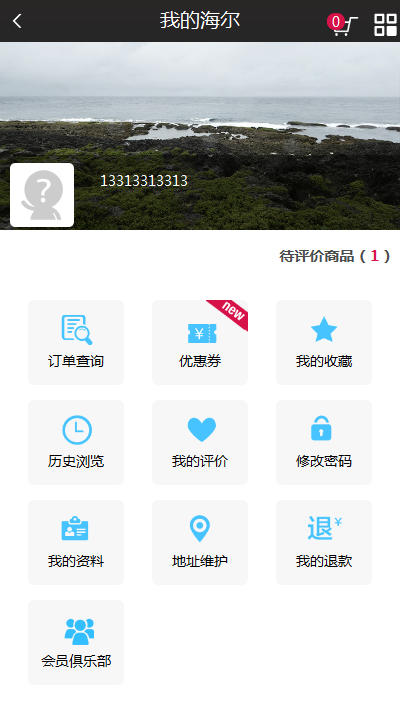 我的海尔
0
13313313313
待评价商品（1）
new
订单查询
优惠券
我的收藏
历史浏览
我的评价
修改密码
我的资料
地址维护
退¥
我的退款
会员俱乐部